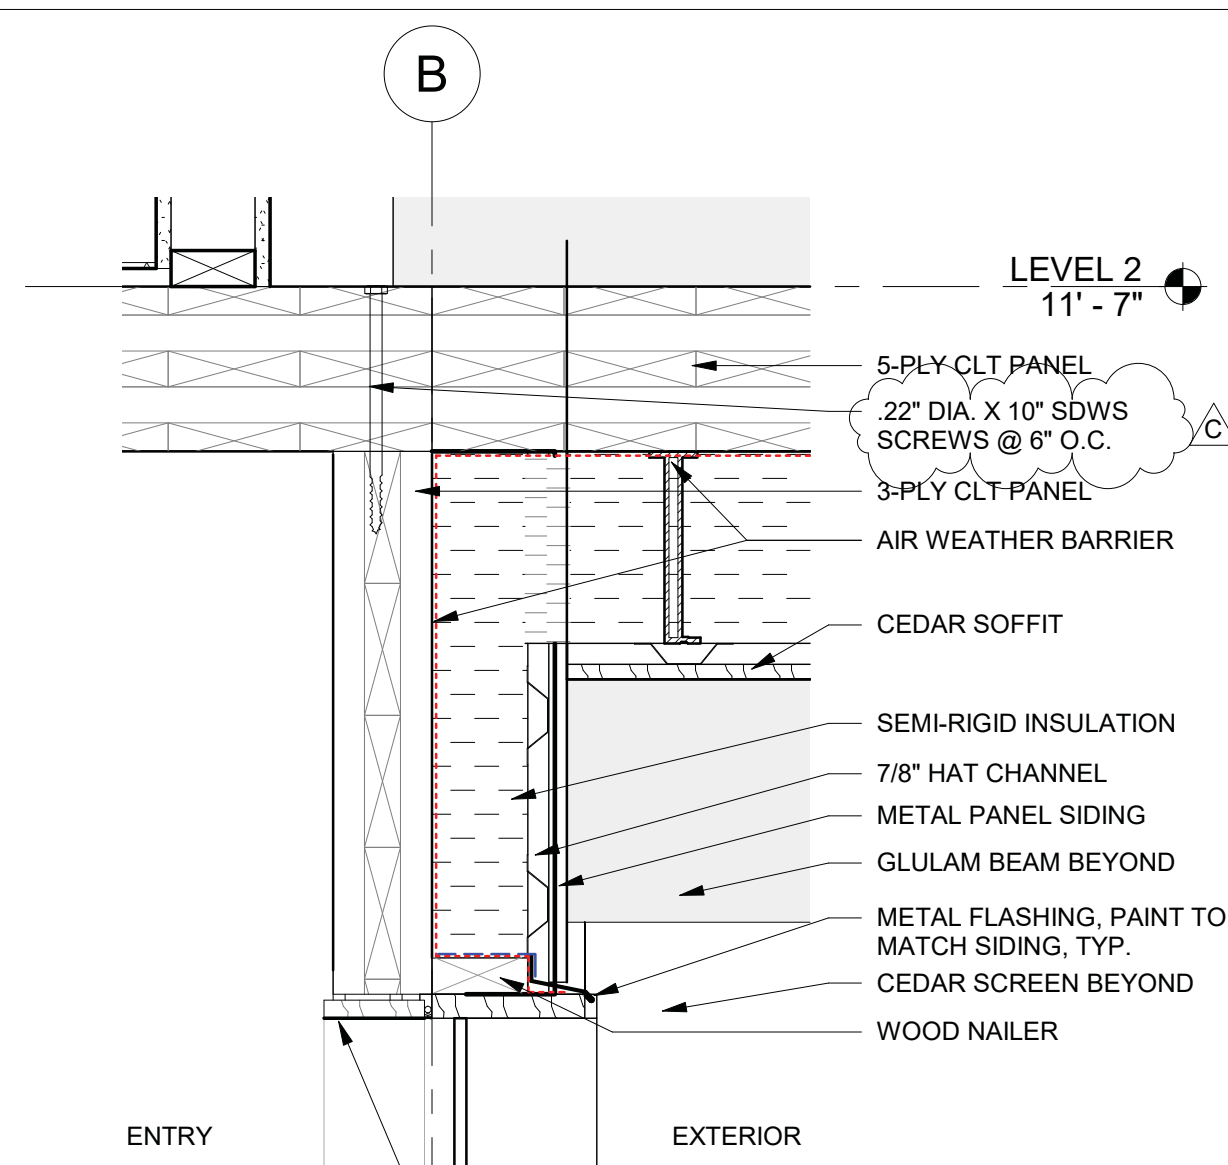 B
LEVEL 2
11' - 7"
5-PLY CLT PANEL
.22" DIA. X 10" SDWS
SCREWS @ 6" O.C.
C
3-PLY CLT PANEL
AIR WEATHER BARRIER
CEDAR SOFFIT
SEMI-RIGID INSULATION
7/8" HAT CHANNEL
METAL PANEL SIDING
GLULAM BEAM BEYOND
METAL FLASHING, PAINT TO
MATCH SIDING, TYP.
CEDAR SCREEN BEYOND
WOOD NAILER
ENTRY
EXTERIOR